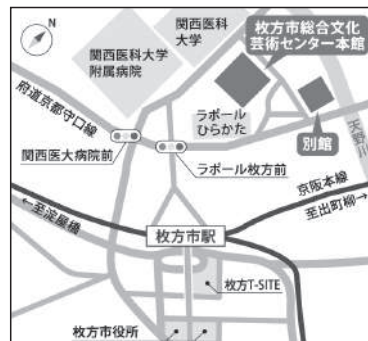 N
関西医科
大学
関西医科大学
附属病院
枚方市総合文化
芸術センター本館
府道京都守口線
ラポール
ひらかた
別館
天野川
関西医大病院前
ラポール枚方前
京阪本線
至出町柳→
←至淀屋橋
枚方市駅
枚方T-SITE
枚方市役所